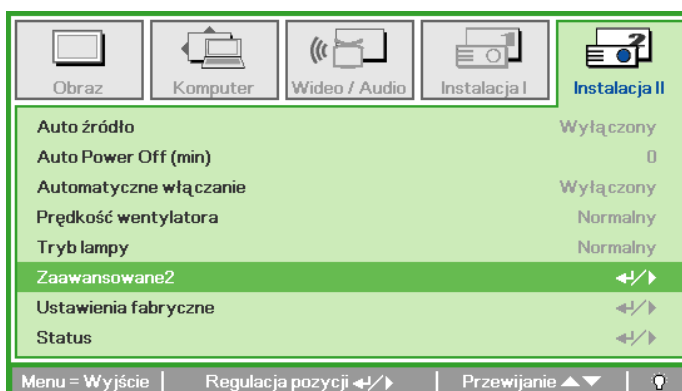 Obraz
Komputer
Wideo / Audio
Instalacja I
2
Instalacja II
Auto źródło Wyłączony
Auto Power Off (min) 0
Automatyczne włączanie Wyłączony
Prędkość wentylatora Normalny
Tryb lampy Normalny
Zaawansowane2
Ustawienia fabryczne
Status
Menu = Wyjście | Regulacja pozycji | Przewijanie |